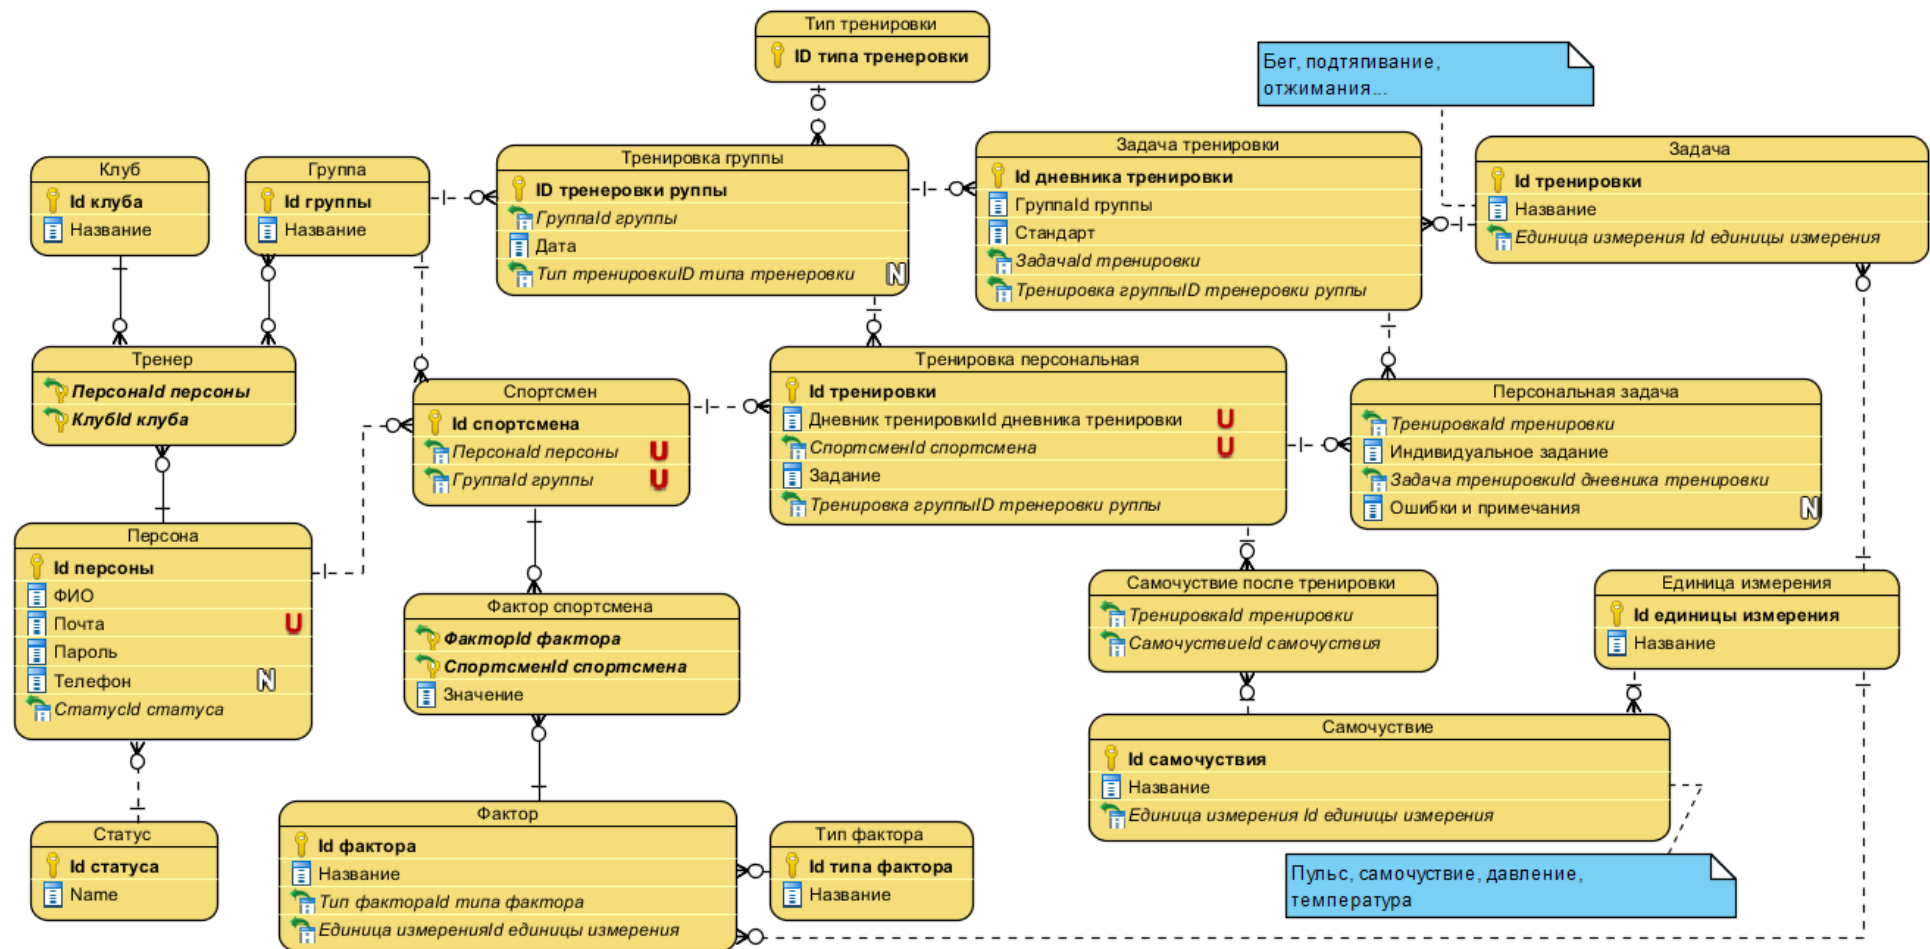 Тип тренировки
ID типа тренеровки
Бег, подтягивание,
отжимания...
Клуб
Id клуба
Название
Группа
Id группы
Название
Тренировка группы
ID тренеровки руппы
ГруппаId группы
Дата
Тип тренировкиID типа тренеровки N
Задача тренировки
Id дневника тренировки
ГруппаId группы
Стандарт
ЗадачаId тренировки
Тренировка группыID тренеровки руппы
Задача
Id тренировки
Название
Единица измерения Id единицы измерения
Тренер
ПерсонаId персоны
КлубId клуба
Спортсмен
Id спортсмена
ПерсонаId персоны U
ГруппаId группы U
Тренировка персональная
Id тренировки
Дневник тренировкиId дневника тренировки U
СпортсменId спортсмена U
Задание
Тренировка группыID тренеровки руппы
Персональная задача
ТренировкаId тренировки
Индивидуальное задание
Задача тренировкиId дневника тренировки
Ошибки и примечания N
Персона
Id персоны
ФИО
Почта U
Пароль
Телефон N
СтатусId статуса
Фактор спортсмена
ФакторId фактора
СпортсменId спортсмена
Значение
Самочуствие после тренировки
ТренировкаId тренировки
СамочуствиеId самочуствия
Единица измерения
Id единицы измерения
Название
Самочуствие
Id самочуствия
Название
Единица измерения Id единицы измерения
Статус
Id статуса
Name
Фактор
Id фактора
Название
Тип фактораId типа фактора
Единица измеренияId единицы измерения
Тип фактора
Id типа фактора
Название
Пульс, самочуствие, давление,
температура